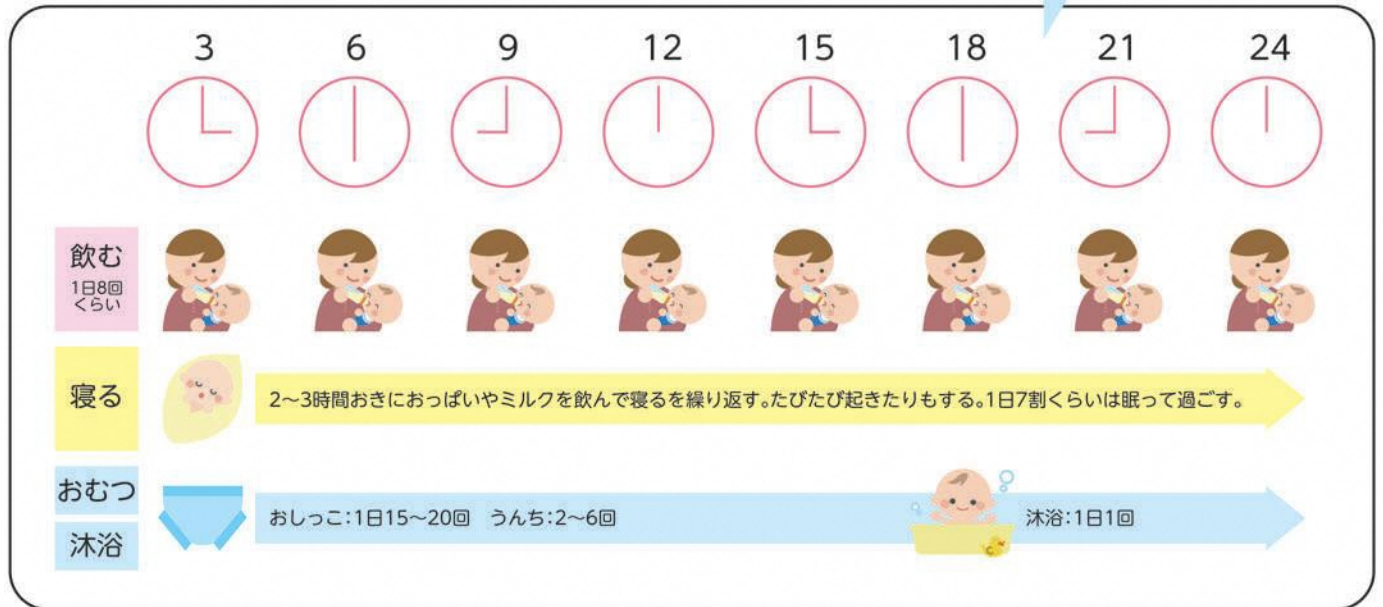 3 6 9 12 15 18 21 24
飲む
1日8回
くらい
寝る
2〜3時間おきにおっぱいやミルクを飲んで寝るを繰り返す。たびたび起きたりもする。1日7割くらいは眠って過ごす。
おむつ
沐浴
おしっこ：1日15〜20回　うんち：2〜6回
沐浴：1日1回